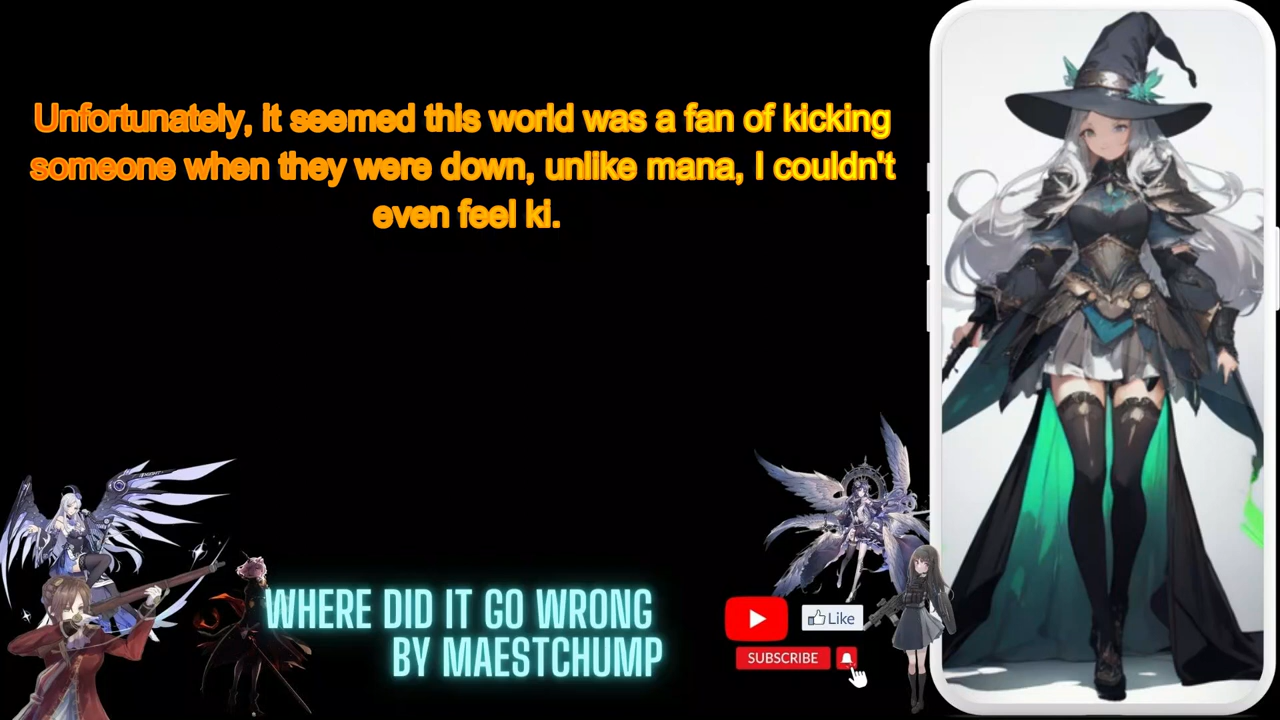 Unfortunately, it seemed this world was a fan of kicking
someone when they were down, unlike mana, I couldn't
even feel ki.
WHERE DID IT GO WRONG
BY MAESTCHUMP
Like
SUBSCRIBE